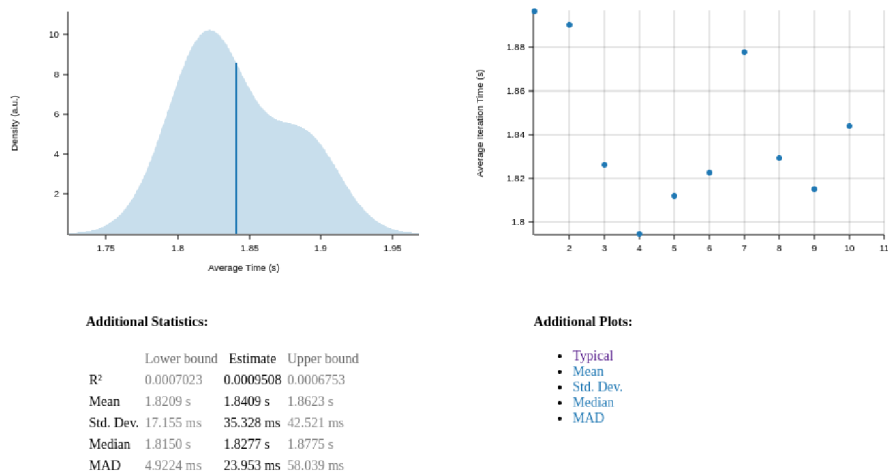 10
8
6
4
2
Density (a.u.)
1.75 1.8 1.85 1.9 1.95
Average Time (s)
1.88
1.86
1.84
1.82
1.8
Average Iteration Time (s)
2 3 4 5 6 7 8 9 10 11
Additional Statistics:
Lower bound Estimate Upper bound
R² 0.0007023 0.0009508 0.0006753
Mean 1.8209 s 1.8409 s 1.8623 s
Std. Dev. 17.155 ms 35.328 ms 42.521 ms
Median 1.8150 s 1.8277 s 1.8775 s
MAD 4.9224 ms 23.953 ms 58.039 ms
Additional Plots:
Typical
Mean
Std. Dev.
Median
MAD